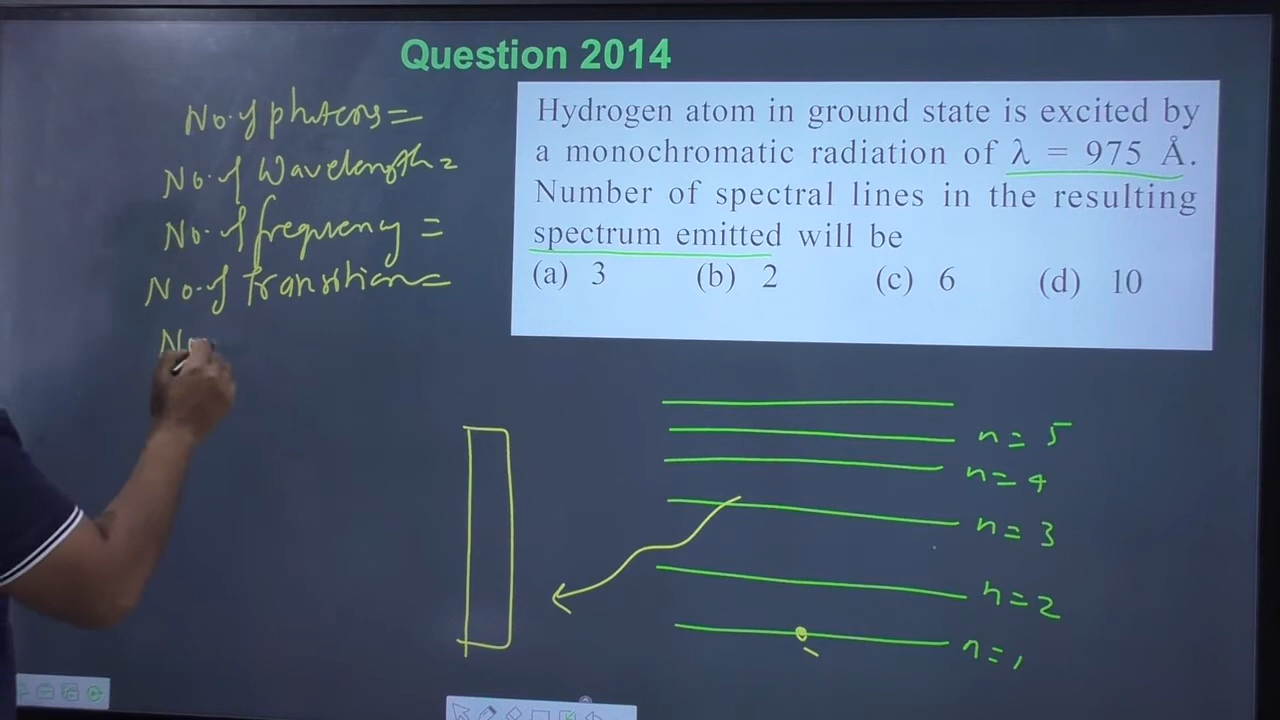 Question 2014
Hydrogen atom in ground state is excited by
a monochromatic radiation of λ = 975 Å.
Number of spectral lines in the resulting
spectrum emitted will be
(a) 3 (b) 2 (c) 6 (d) 10
No. of photons =
No. of Wavelength =
No. of frequency =
No. of transition =
No
n = 5
n = 4
n = 3
n = 2
n = 1